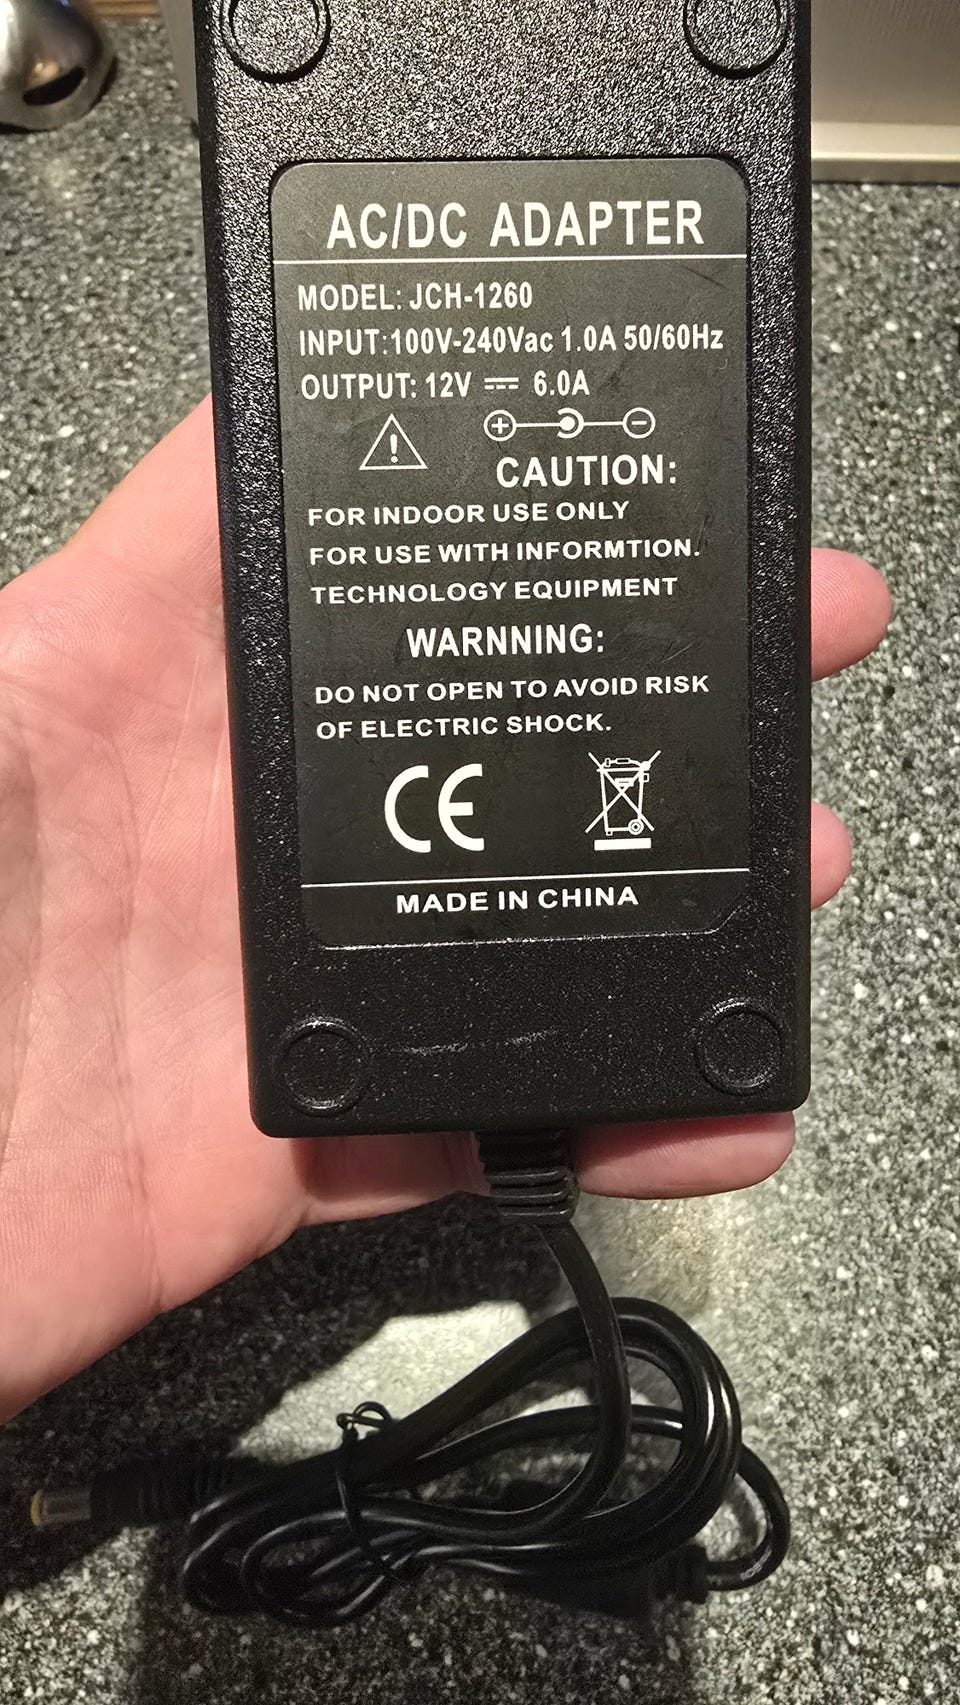 AC/DC ADAPTER
MODEL: JCH-1260
INPUT:100V-240Vac 1.0A 50/60Hz
OUTPUT: 12V ⎓ 6.0A
CAUTION:
FOR INDOOR USE ONLY
FOR USE WITH INFORMTION.
TECHNOLOGY EQUIPMENT
WARNNING:
DO NOT OPEN TO AVOID RISK
OF ELECTRIC SHOCK.
CE
MADE IN CHINA